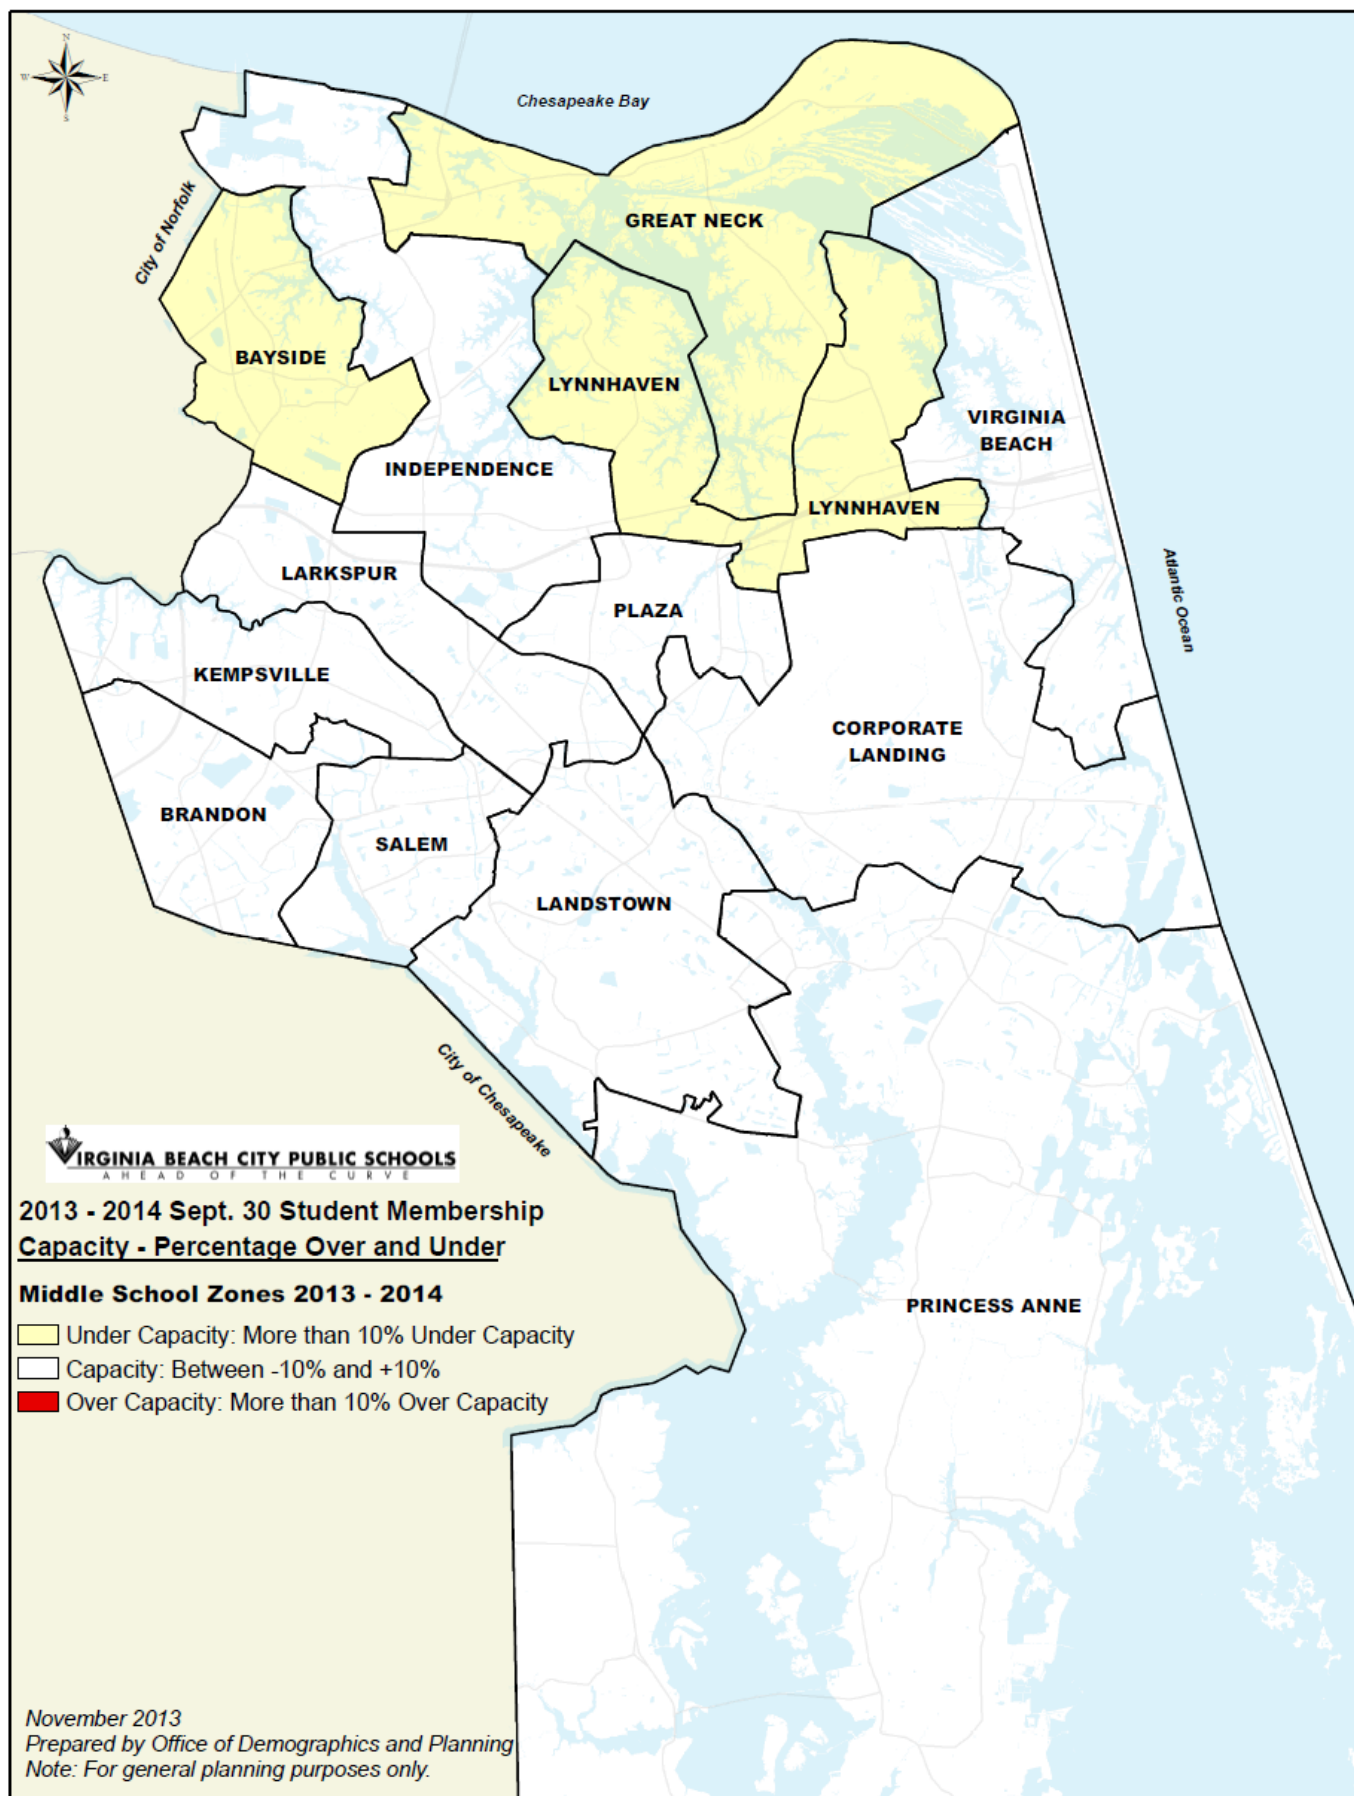 N
W
E
S
Chesapeake Bay
City of Norfolk
GREAT NECK
BAYSIDE
LYNNHAVEN
VIRGINIA
BEACH
INDEPENDENCE
LYNNHAVEN
LARKSPUR
PLAZA
Atlantic Ocean
KEMPSVILLE
CORPORATE
LANDING
BRANDON
SALEM
LANDSTOWN
City of Chesapeake
VIRGINIA BEACH CITY PUBLIC SCHOOLS
AHEAD OF THE CURVE
2013 - 2014 Sept. 30 Student Membership
Capacity - Percentage Over and Under
Middle School Zones 2013 - 2014
PRINCESS ANNE
Under Capacity: More than 10% Under Capacity
Capacity: Between -10% and +10%
Over Capacity: More than 10% Over Capacity
November 2013
Prepared by Office of Demographics and Planning
Note: For general planning purposes only.